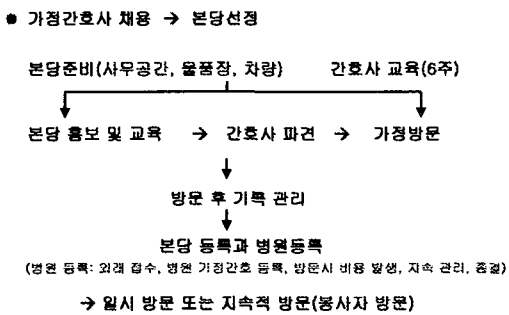 ● 가정간호사 채용 → 본당선정
본당준비(사무공간, 물품장, 차량) 간호사 교육(6주)
본당 홍보 및 교육 → 간호사 파견 → 가정방문
방문 후 기록 관리
본당 등록과 병원등록
(병원 등록: 외래 접수, 병원 가정간호 등록, 방문시 비용 발생, 지속 관리, 종결)
→ 일시 방문 또는 지속적 방문(봉사자 방문)